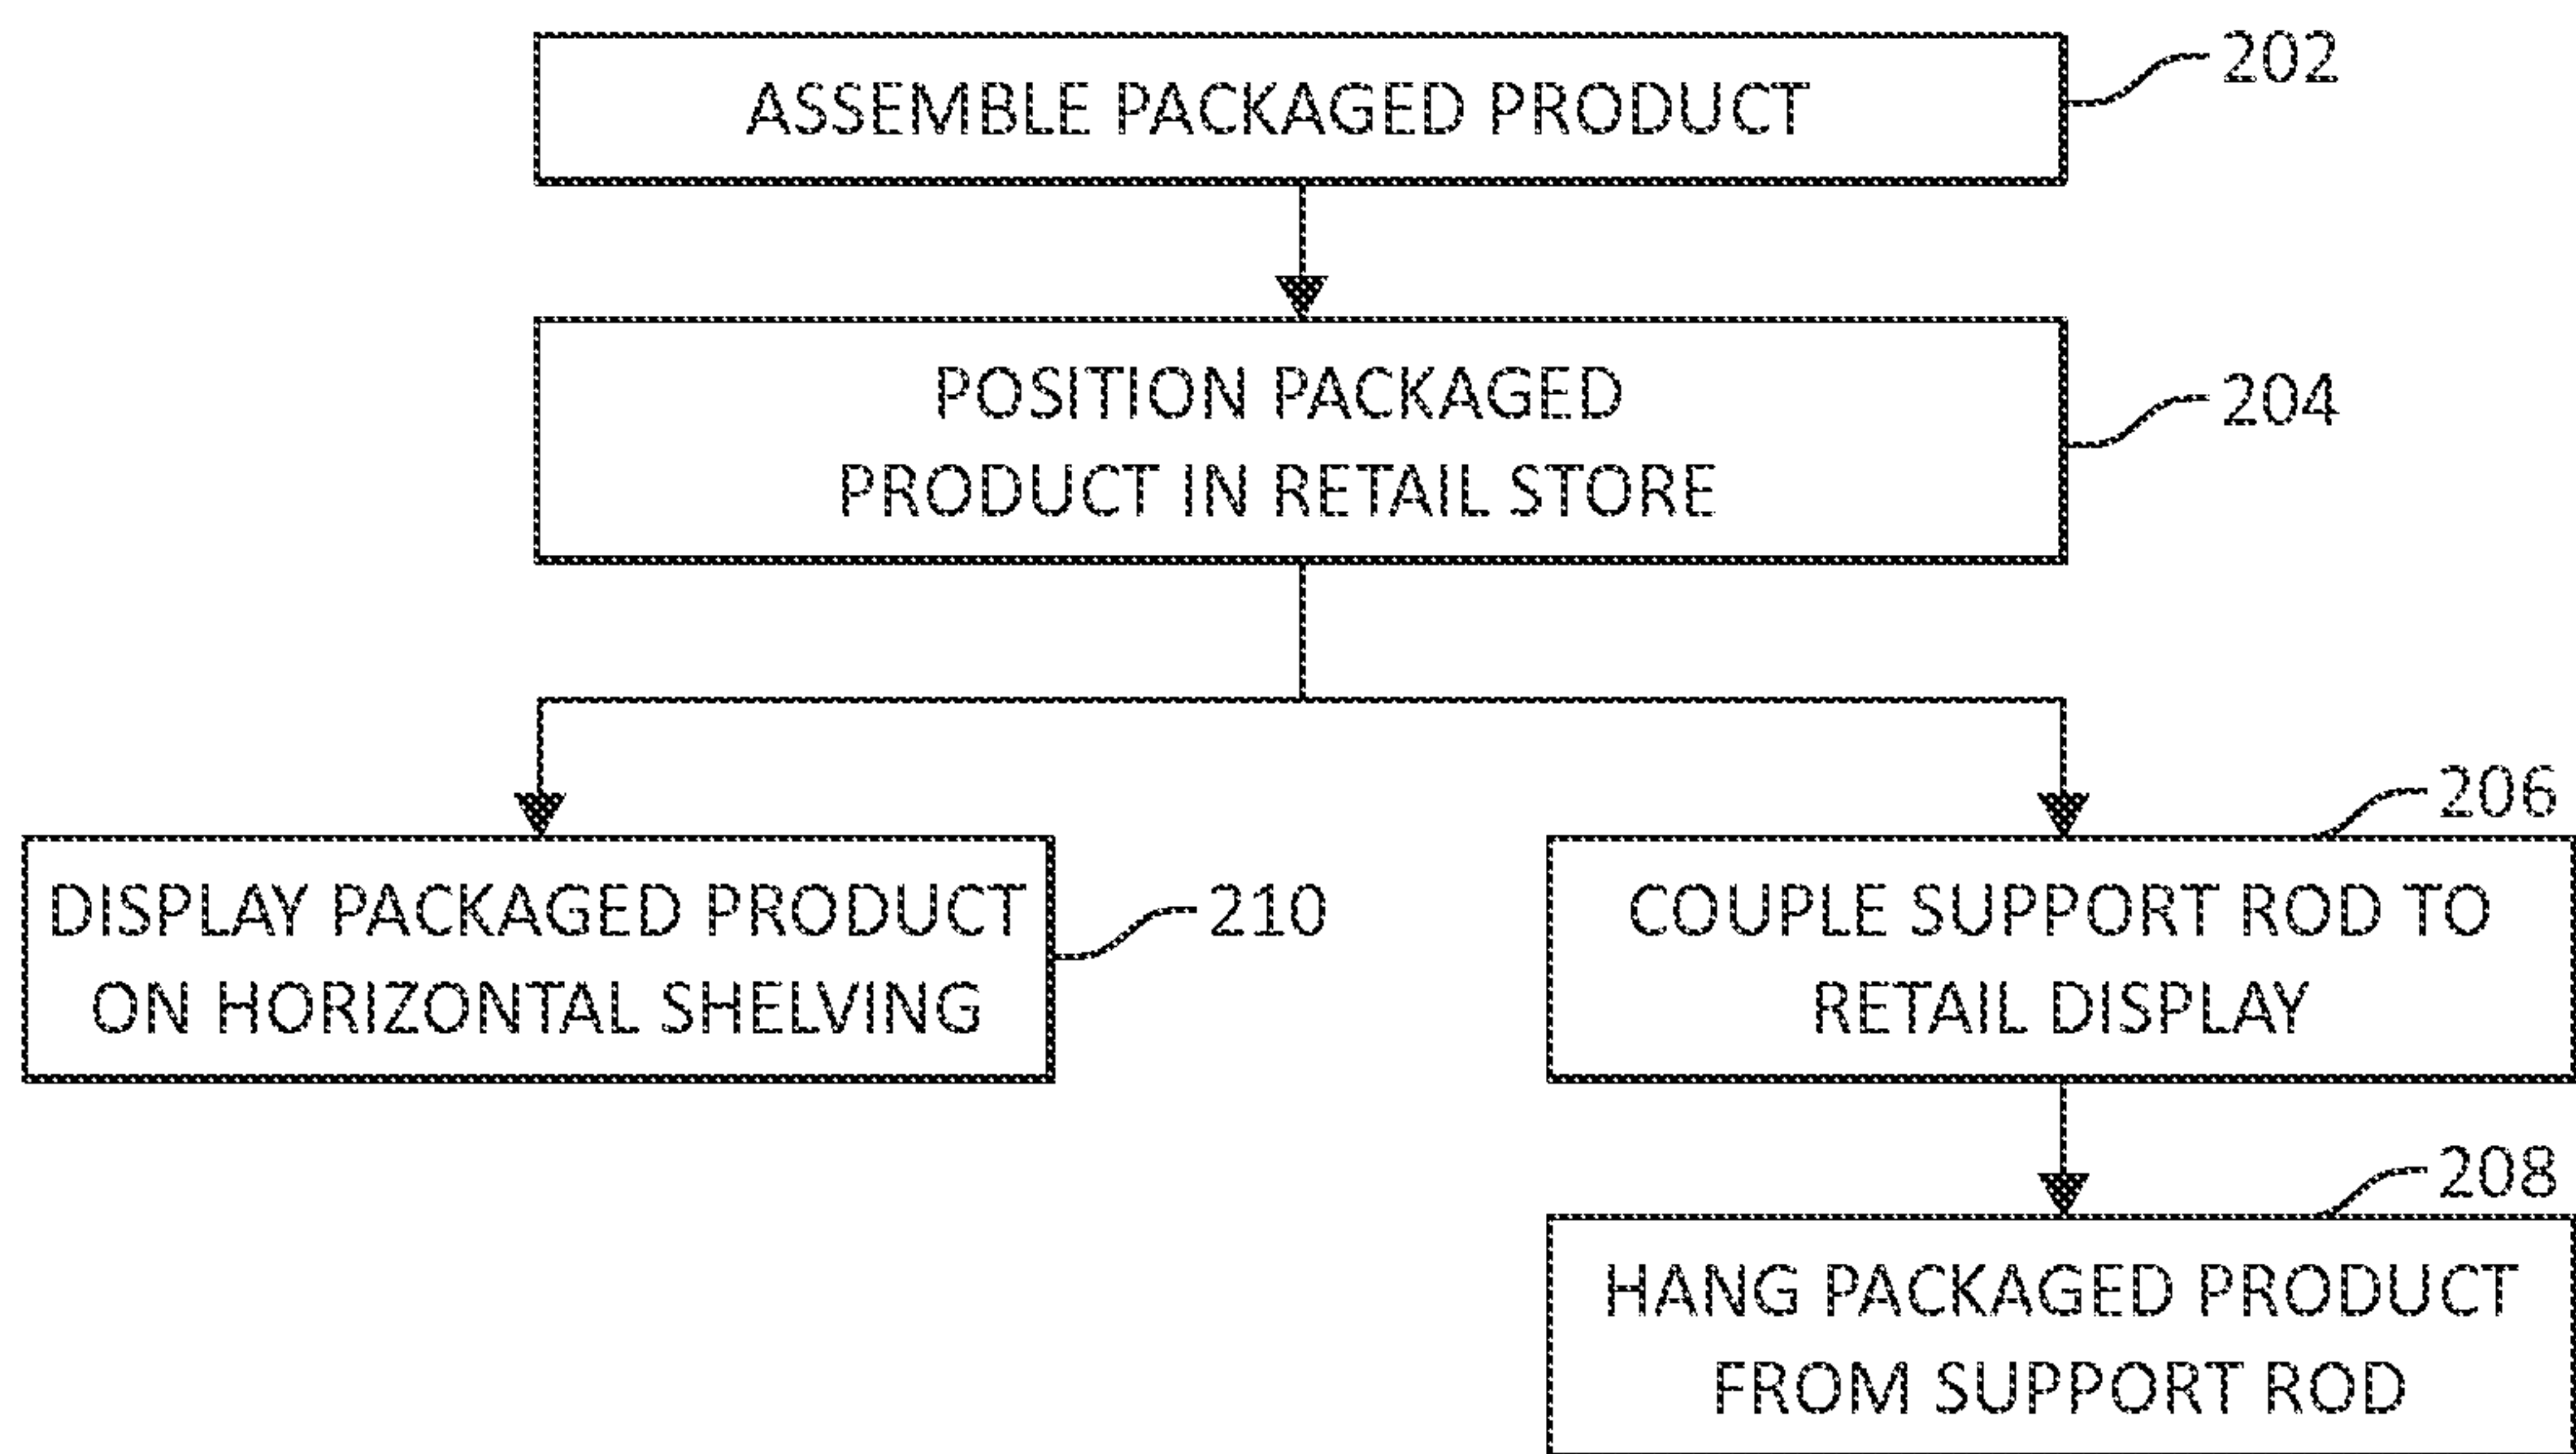 ASSEMBLE PACKAGED PRODUCT
202
POSITION PACKAGED
PRODUCT IN RETAIL STORE
204
DISPLAY PACKAGED PRODUCT
ON HORIZONTAL SHELVING
210
206
COUPLE SUPPORT ROD TO
RETAIL DISPLAY
208
HANG PACKAGED PRODUCT
FROM SUPPORT ROD